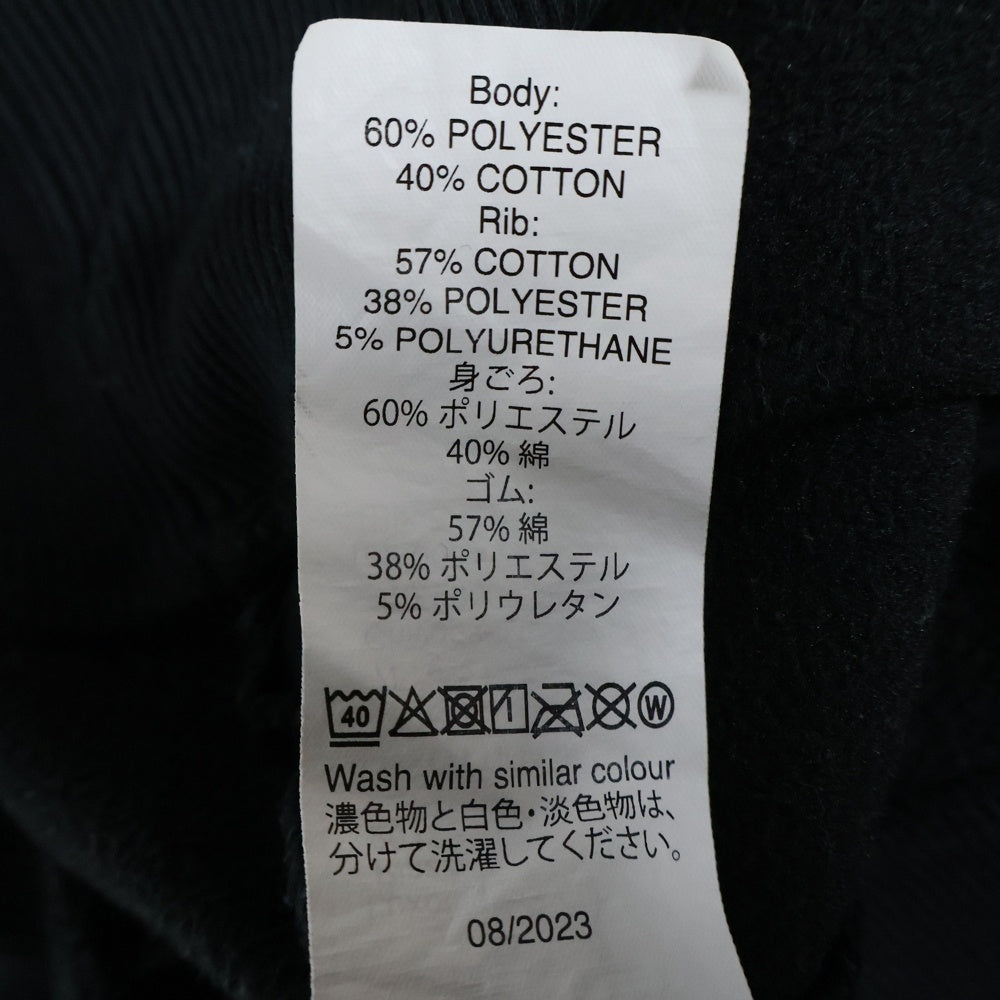 Body:
60% POLYESTER
40% COTTON
Rib:
57% COTTON
38% POLYESTER
5% POLYURETHANE
身ごろ:
60% ポリエステル
40% 綿
ゴム:
57% 綿
38% ポリエステル
5% ポリウレタン
40 W
Wash with similar colour
濃色物と白色・淡色物は、
分けて洗濯してください。
08/2023